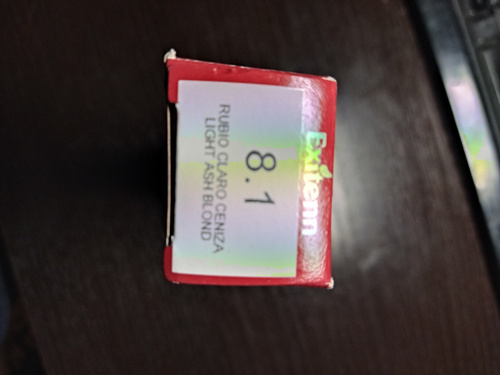 Exitenn
8.1
RUBIO CLARO CENIZA
LIGHT ASH BLOND